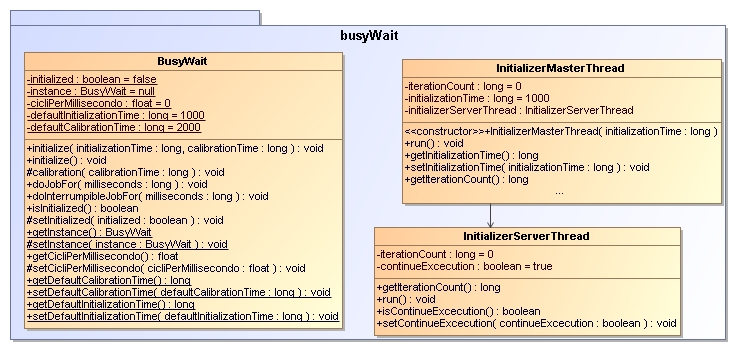 busyWait
BusyWait
-initialized : boolean = false
-instance : BusyWait = null
-cicliPerMillisecondo : float = 0
-defaultInitializationTime : long = 1000
-defaultCalibrationTime : long = 2000
+initialize( initializationTime : long, calibrationTime : long ) : void
+initialize() : void
#calibration( calibrationTime : long ) : void
+doJobFor( milliseconds : long ) : void
+doInterrumpibleJobFor( milliseconds : long ) : void
+isInitialized() : boolean
#setInitialized( initialized : boolean ) : void
+getInstance() : BusyWait
#setInstance( instance : BusyWait ) : void
+getCicliPerMillisecondo() : float
#setCicliPerMillisecondo( cicliPerMillisecondo : float ) : void
+getDefaultCalibrationTime() : long
+setDefaultCalibrationTime( defaultCalibrationTime : long ) : void
+getDefaultInitializationTime() : long
+setDefaultInitializationTime( defaultInitializationTime : long ) : void
InitializerMasterThread
-iterationCount : long = 0
-initializationTime : long = 1000
-initializerServerThread : InitializerServerThread
<<constructor>>+InitializerMasterThread( initializationTime : long )
+run() : void
+getInitializationTime() : long
+setInitializationTime( initializationTime : long ) : void
+getIterationCount() : long
...
InitializerServerThread
-iterationCount : long = 0
-continueExcecution : boolean = true
+getIterationCount() : long
+run() : void
+isContinueExcecution() : boolean
+setContinueExcecution( continueExcecution : boolean ) : void